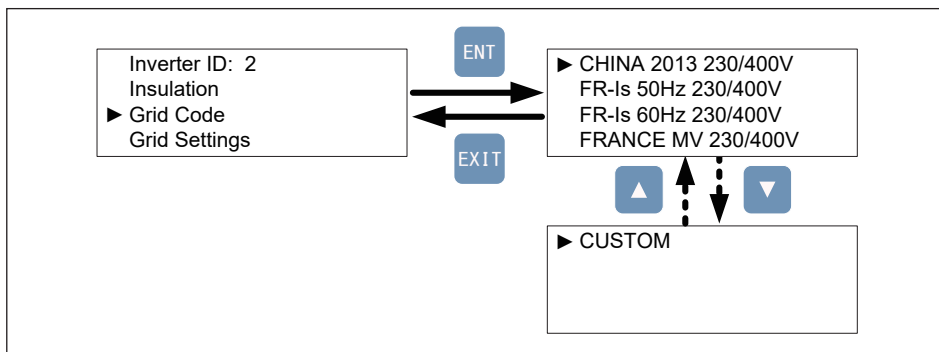 Inverter ID: 2
Insulation
► Grid Code
Grid Settings
ENT
EXIT
► CHINA 2013 230/400V
FR-Is 50Hz 230/400V
FR-Is 60Hz 230/400V
FRANCE MV 230/400V
▲
▼
► CUSTOM